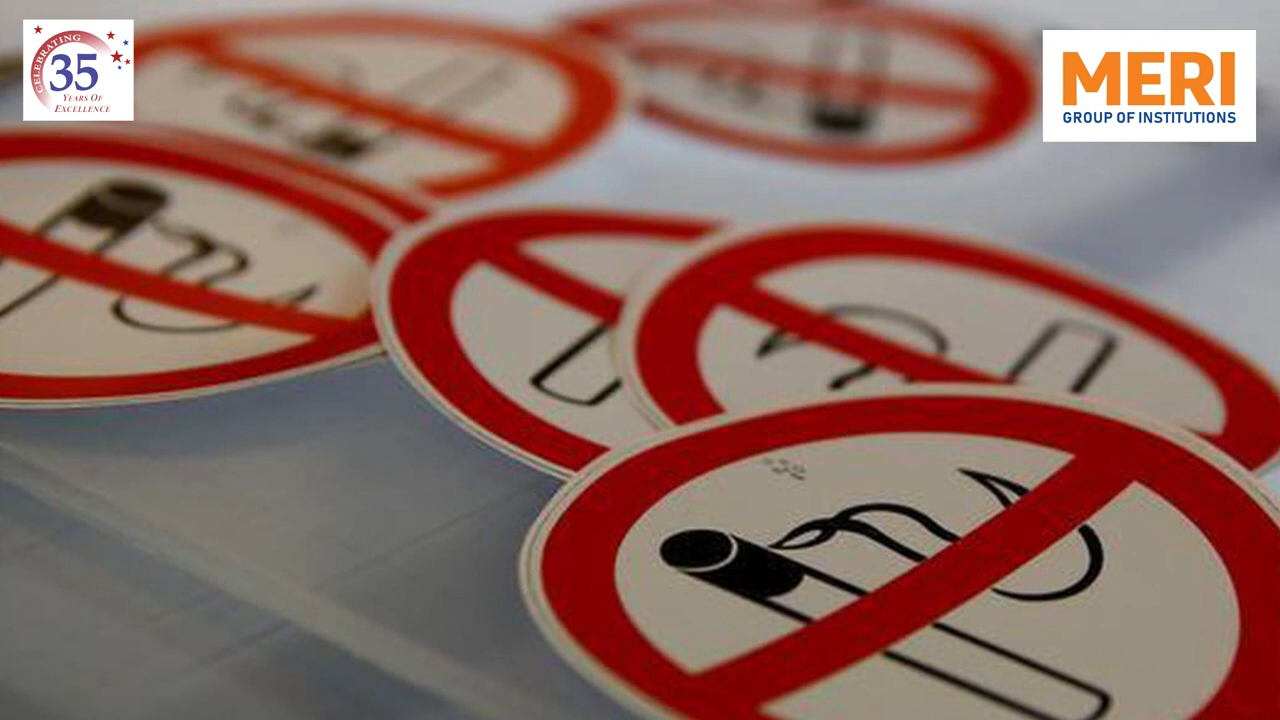 CELEBRATING
35
YEARS OF
EXCELLENCE
MERI
GROUP OF INSTITUTIONS